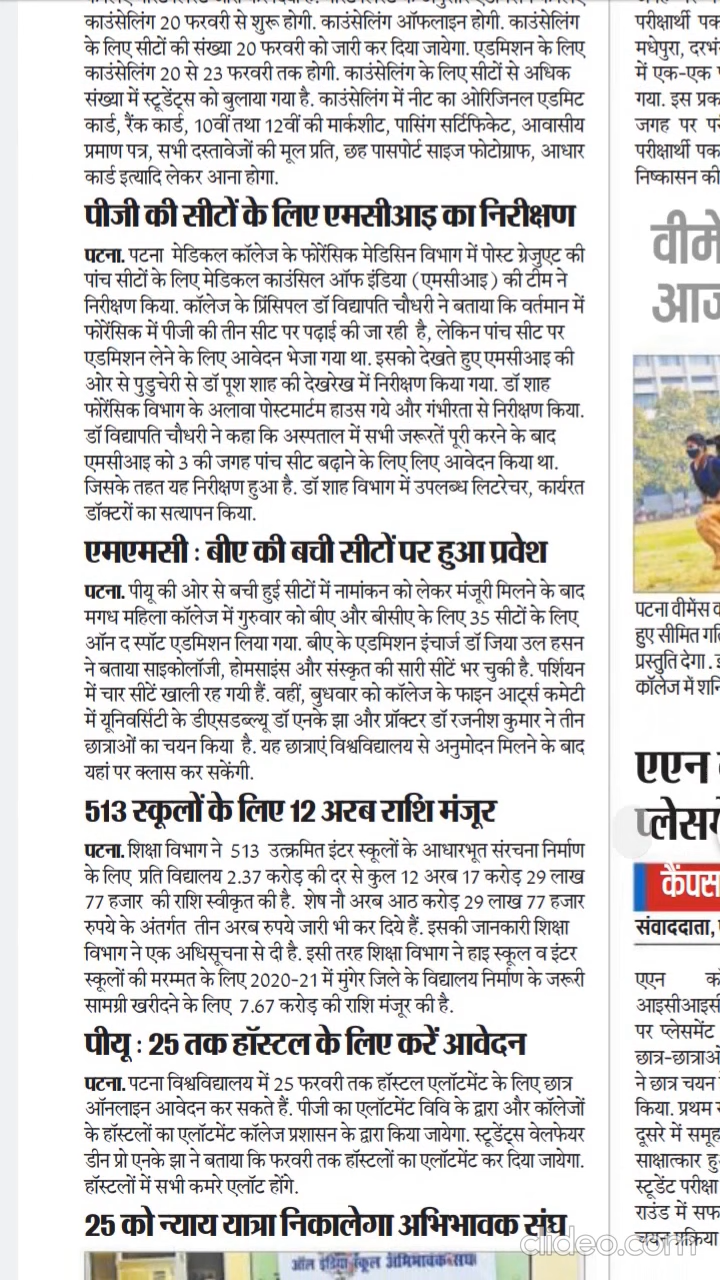 काउंसेलिंग 20 फरवरी से शुरू होगी. काउंसेलिंग ऑफलाइन होगी. काउंसेलिंग
के लिए सीटों की संख्या 20 फरवरी को जारी कर दिया जायेगा. एडमिशन के लिए
काउंसेलिंग 20 से 23 फरवरी तक होगी. काउंसेलिंग के लिए सीटों से अधिक
संख्या में स्टूडेंट्स को बुलाया गया है. काउंसेलिंग में नीट का ओरिजिनल एडमिट
कार्ड, रैंक कार्ड, 10वीं तथा 12वीं की मार्कशीट, पासिंग सर्टिफिकेट, आवासीय
प्रमाण पत्र, सभी दस्तावेजों की मूल प्रति, छह पासपोर्ट साइज फोटोग्राफ, आधार
कार्ड इत्यादि लेकर आना होगा.
पीजी की सीटों के लिए एमसीआइ का निरीक्षण
पटना. पटना मेडिकल कॉलेज के फोरेंसिक मेडिसिन विभाग में पोस्ट ग्रेजुएट की
पांच सीटों के लिए मेडिकल काउंसिल ऑफ इंडिया (एमसीआइ) की टीम ने
निरीक्षण किया. कॉलेज के प्रिंसिपल डॉ विद्यापति चौधरी ने बताया कि वर्तमान में
फोरेंसिक में पीजी की तीन सीट पर पढ़ाई की जा रही है, लेकिन पांच सीट पर
एडमिशन लेने के लिए आवेदन भेजा गया था. इसको देखते हुए एमसीआइ की
ओर से पुडुचेरी से डॉ पूश शाह की देखरेख में निरीक्षण किया गया. डॉ शाह
फोरेंसिक विभाग के अलावा पोस्टमार्टम हाउस गये और गंभीरता से निरीक्षण किया.
डॉ विद्यापति चौधरी ने कहा कि अस्पताल में सभी जरूरतें पूरी करने के बाद
एमसीआइ को 3 की जगह पांच सीट बढ़ाने के लिए लिए आवेदन किया था.
जिसके तहत यह निरीक्षण हुआ है. डॉ शाह विभाग में उपलब्ध लिटरेचर, कार्यरत
डॉक्टरों का सत्यापन किया.
एमएमसी : बीए की बची सीटों पर हुआ प्रवेश
पटना. पीयू की ओर से बची हुई सीटों में नामांकन को लेकर मंजूरी मिलने के बाद
मगध महिला कॉलेज में गुरुवार को बीए और बीसीए के लिए 35 सीटों के लिए
ऑन द स्पॉट एडमिशन लिया गया. बीए के एडमिशन इंचार्ज डॉ जिया उल हसन
ने बताया साइकोलॉजी, होमसाइंस और संस्कृत की सारी सीटें भर चुकी है. पर्शियन
में चार सीटें खाली रह गयी हैं. वहीं, बुधवार को कॉलेज के फाइन आर्ट्स कमेटी
में यूनिवर्सिटी के डीएसडब्ल्यू डॉ एनके झा और प्रॉक्टर डॉ रजनीश कुमार ने तीन
छात्राओं का चयन किया है. यह छात्राएं विश्वविद्यालय से अनुमोदन मिलने के बाद
यहां पर क्लास कर सकेंगी.
513 स्कूलों के लिए 12 अरब राशि मंजूर
पटना. शिक्षा विभाग ने 513 उत्क्रमित इंटर स्कूलों के आधारभूत संरचना निर्माण
के लिए प्रति विद्यालय 2.37 करोड़ की दर से कुल 12 अरब 17 करोड़ 29 लाख
77 हजार की राशि स्वीकृत की है. शेष नौ अरब आठ करोड़ 29 लाख 77 हजार
रुपये के अंतर्गत तीन अरब रुपये जारी भी कर दिये हैं. इसकी जानकारी शिक्षा
विभाग ने एक अधिसूचना से दी है. इसी तरह शिक्षा विभाग ने हाइ स्कूल व इंटर
स्कूलों की मरम्मत के लिए 2020-21 में मुंगेर जिले के विद्यालय निर्माण के जरूरी
सामग्री खरीदने के लिए 7.67 करोड़ की राशि मंजूर की है.
पीयू : 25 तक हॉस्टल के लिए करें आवेदन
पटना. पटना विश्वविद्यालय में 25 फरवरी तक हॉस्टल एलॉटमेंट के लिए छात्र
ऑनलाइन आवेदन कर सकते हैं. पीजी का एलॉटमेंट विवि के द्वारा और कॉलेजों
के हॉस्टलों का एलॉटमेंट कॉलेज प्रशासन के द्वारा किया जायेगा. स्टूडेंट्स वेलफेयर
डीन प्रो एनके झा ने बताया कि फरवरी तक हॉस्टलों का एलॉटमेंट कर दिया जायेगा.
हॉस्टलों में सभी कमरे एलॉट होंगे.
25 को न्याय यात्रा निकालेगा अभिभावक संघ
ऑल इंडिया स्कूल अभिभावक संघ
परीक्षार्थी पक
मधेपुरा, दरभं
में एक-एक
गया. इस प्रक
जगह पर पर
परीक्षार्थी पक
निष्कासन की
वीमे
आज
पटना वीमेंस क
हुए सीमित गति
प्रस्तुति देगा.
कॉलेज में शनि
एएन
प्लेसमे
कैंपस
संवाददाता,
एएन को
आइसीआइसी
पर प्लेसमेंट
छात्र-छात्राओं
ने छात्र चयन
किया. प्रथम
दूसरे में समूह
साक्षात्कार हु
स्टूडेंट परीक्षा
राउंड में सफ
चयन प्रक्रिया
clideo.com